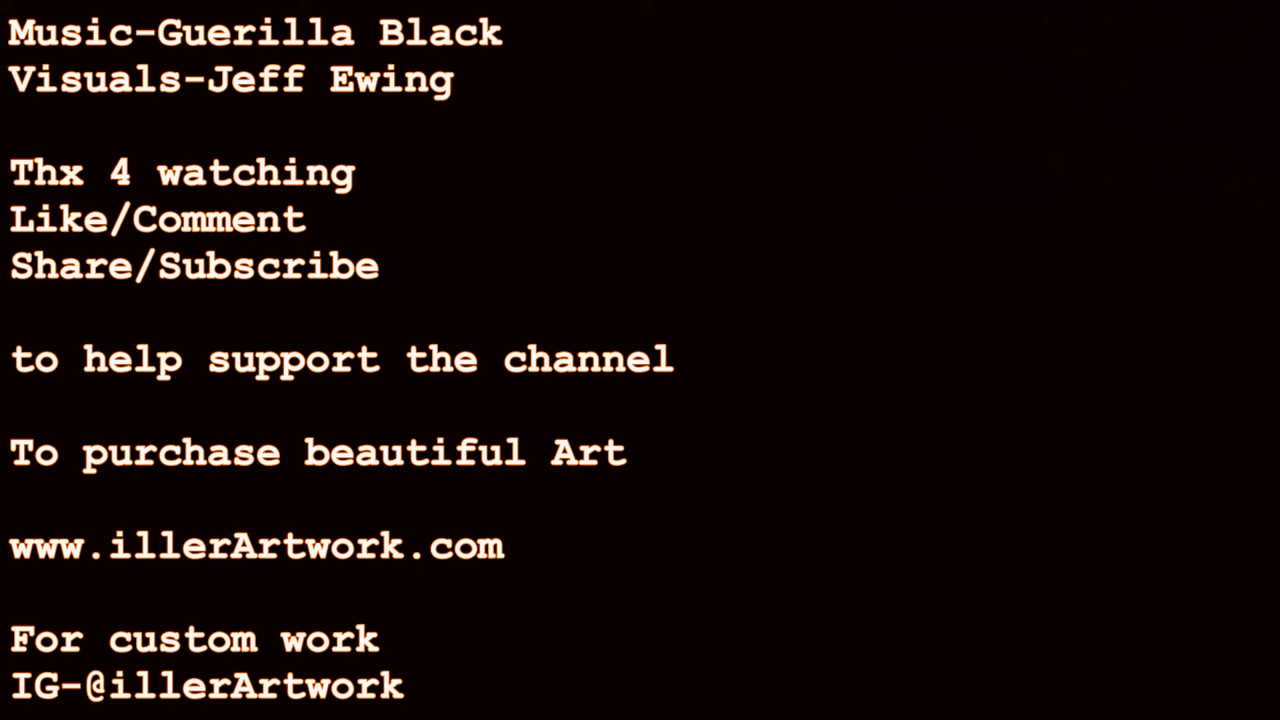 Music-Guerilla Black
Visuals-Jeff Ewing
Thx 4 watching
Like/Comment
Share/Subscribe
to help support the channel
To purchase beautiful Art
www.illerArtwork.com
For custom work
IG-@illerArtwork